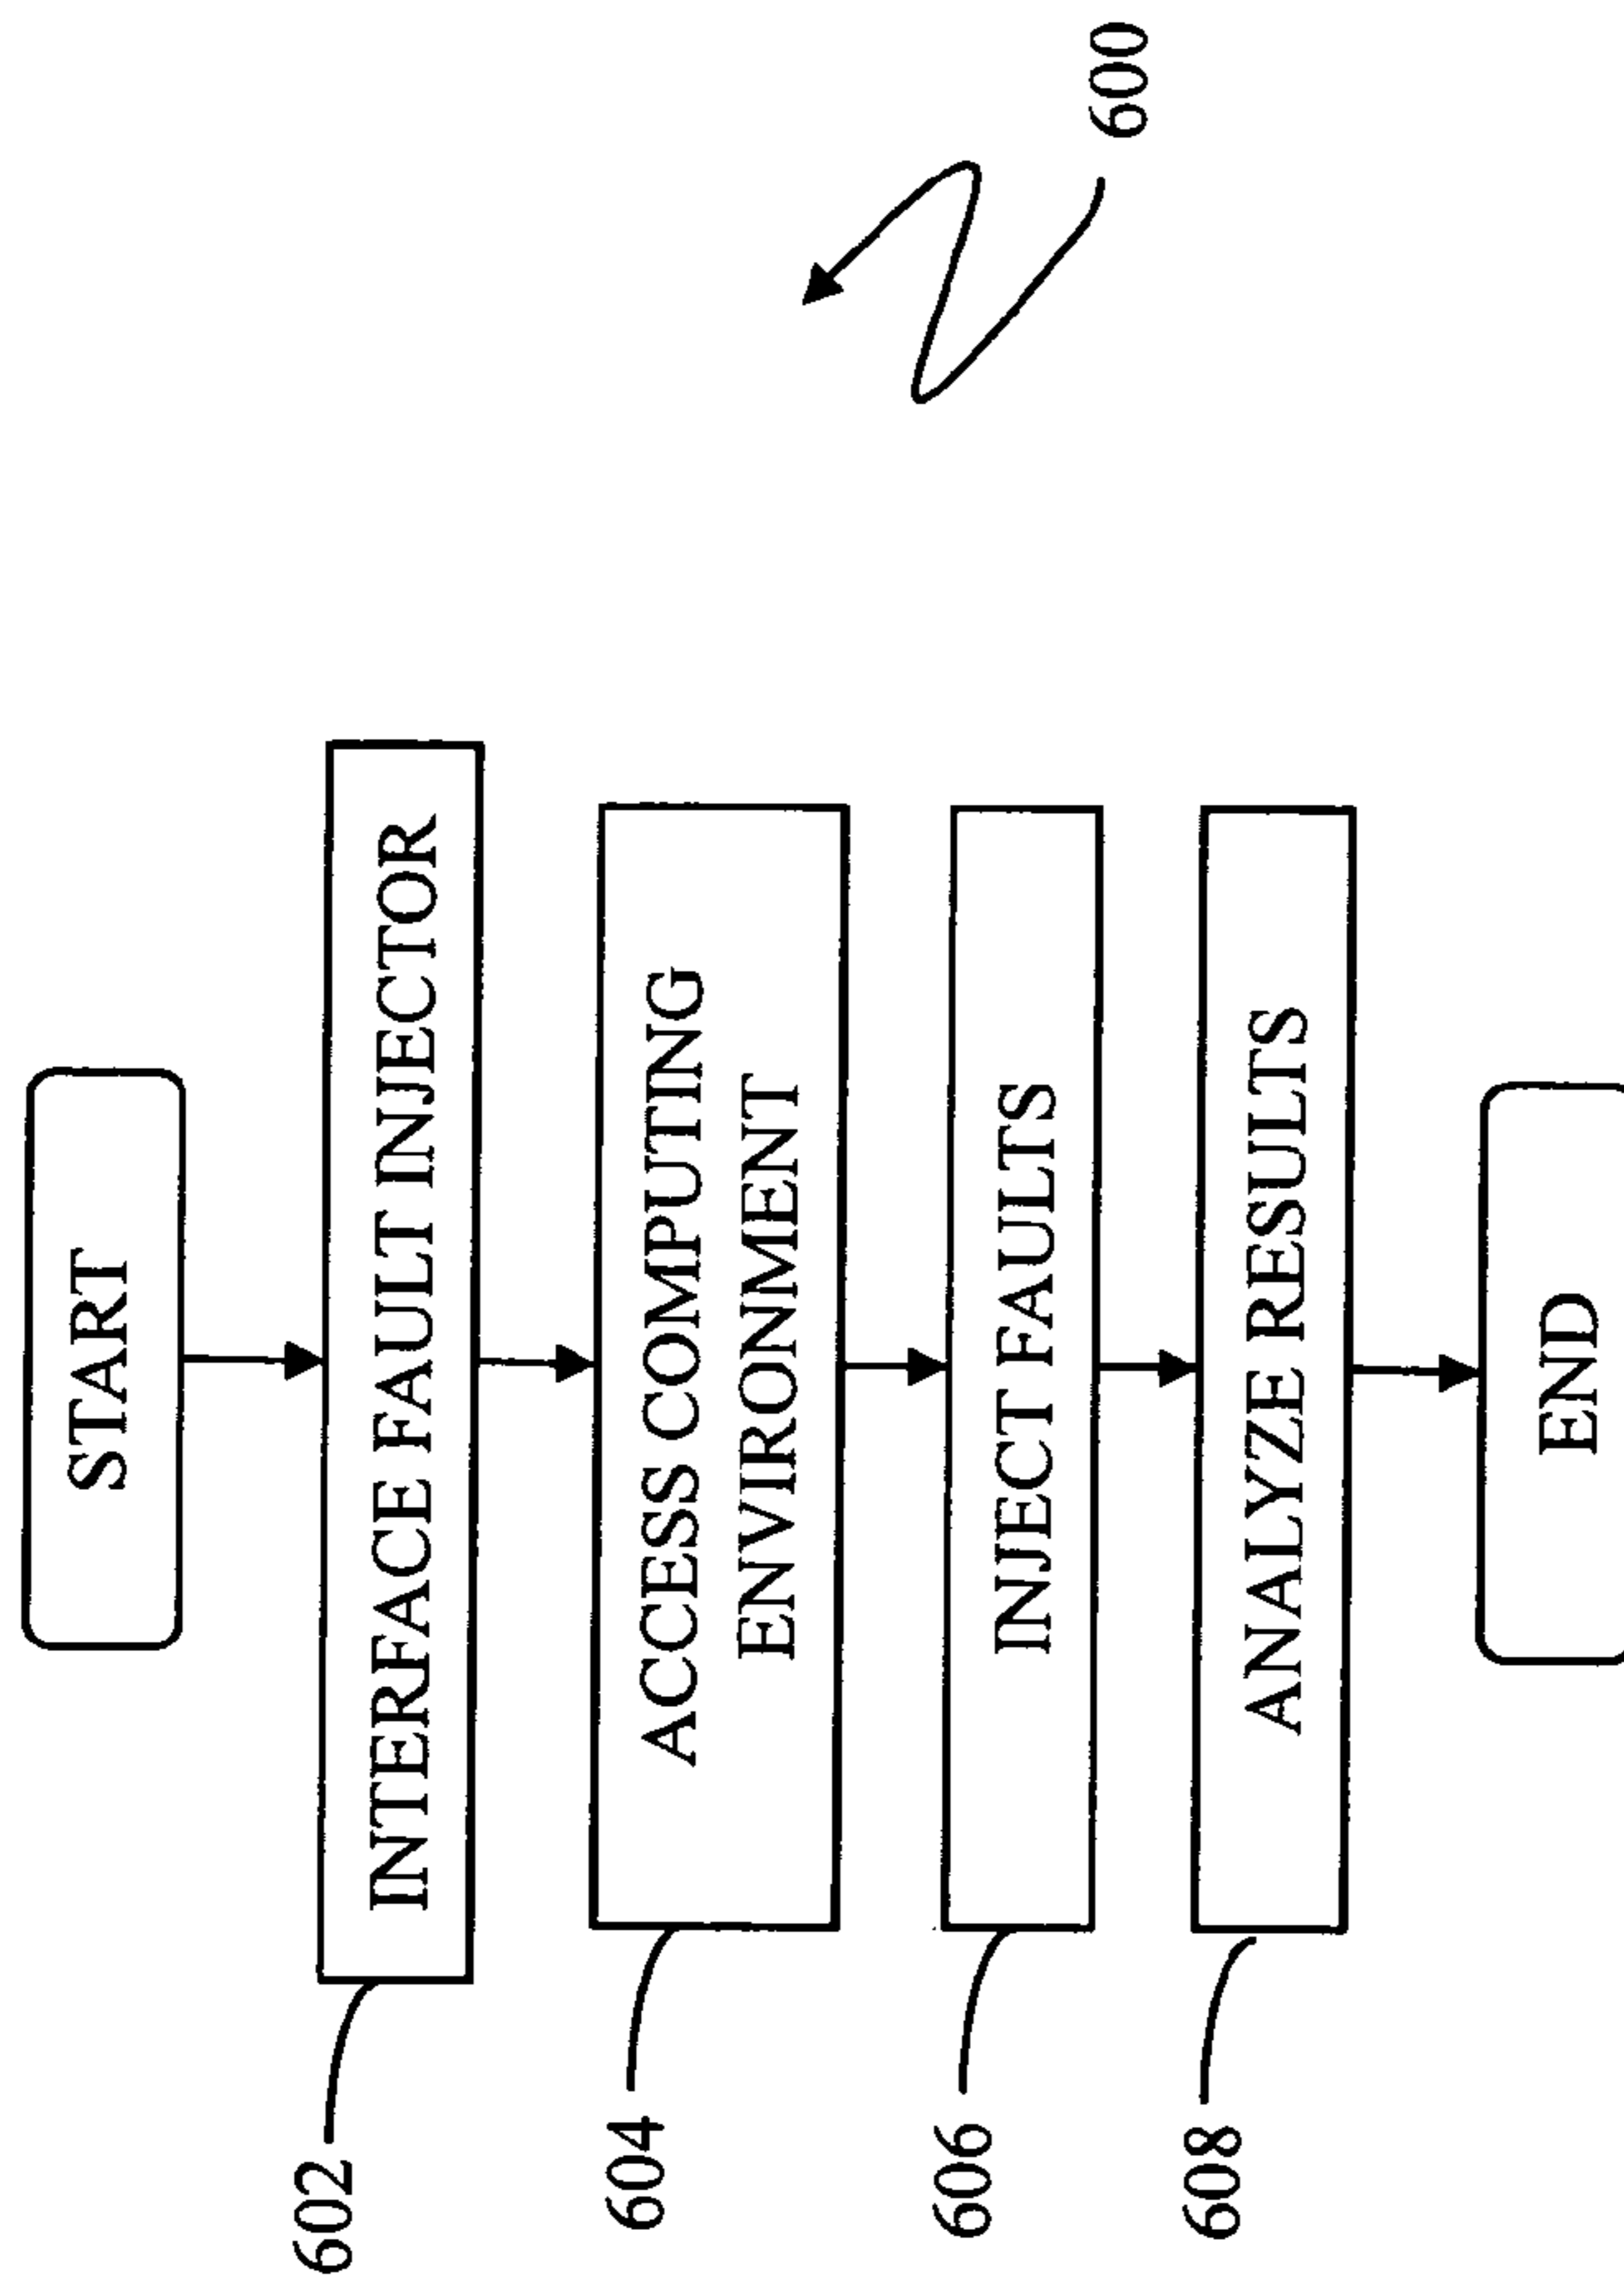 START
602
INTERFACE FAULT INJECTOR
604
ACCESS COMPUTING
ENVIRONMENT
606
INJECT FAULTS
608
ANALYZE RESULTS
END
600